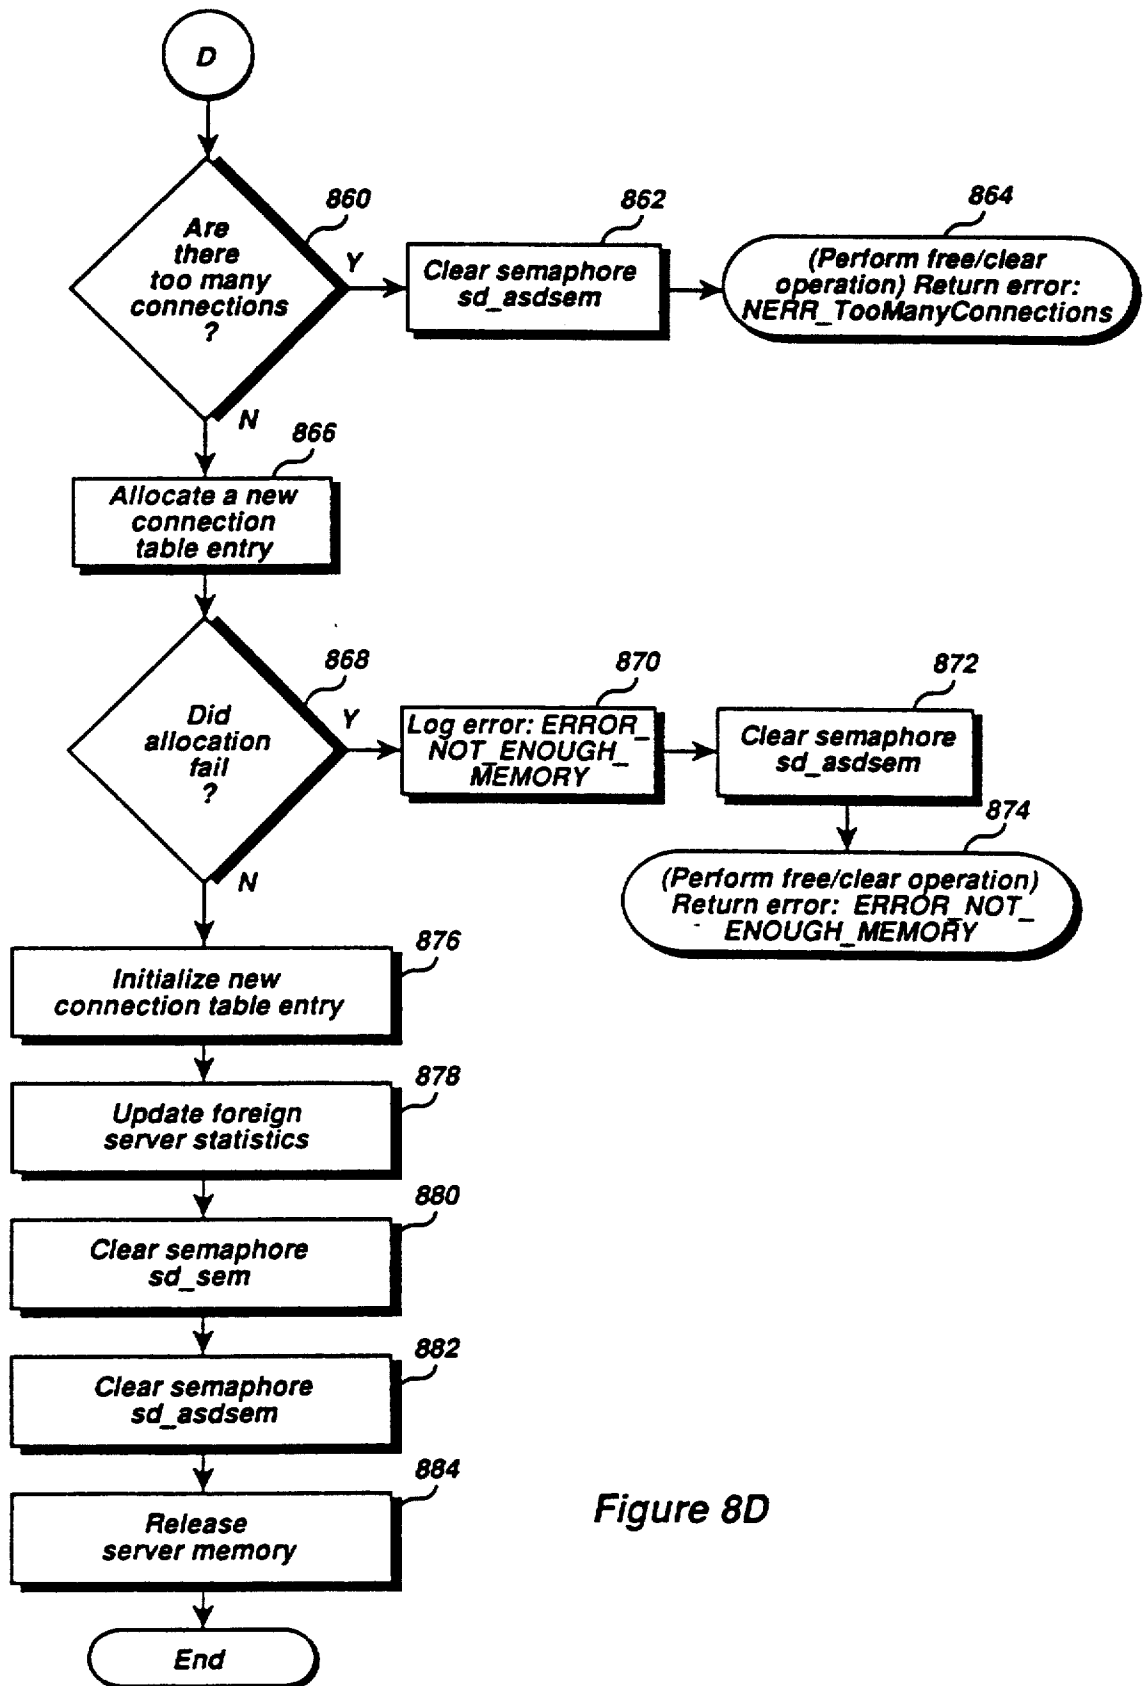 D
860
Are
there
too many
connections
?
Y
N
862
Clear semaphore
sd_asdsem
864
(Perform free/clear
operation) Return error:
NERR_TooManyConnections
866
Allocate a new
connection
table entry
868
Did
allocation
fail
?
Y
N
870
Log error: ERROR_
NOT_ENOUGH_
MEMORY
872
Clear semaphore
sd_asdsem
874
(Perform free/clear operation)
Return error: ERROR_NOT_
ENOUGH_MEMORY
876
Initialize new
connection table entry
878
Update foreign
server statistics
880
Clear semaphore
sd_sem
882
Clear semaphore
sd_asdsem
884
Release
server memory
End
Figure 8D